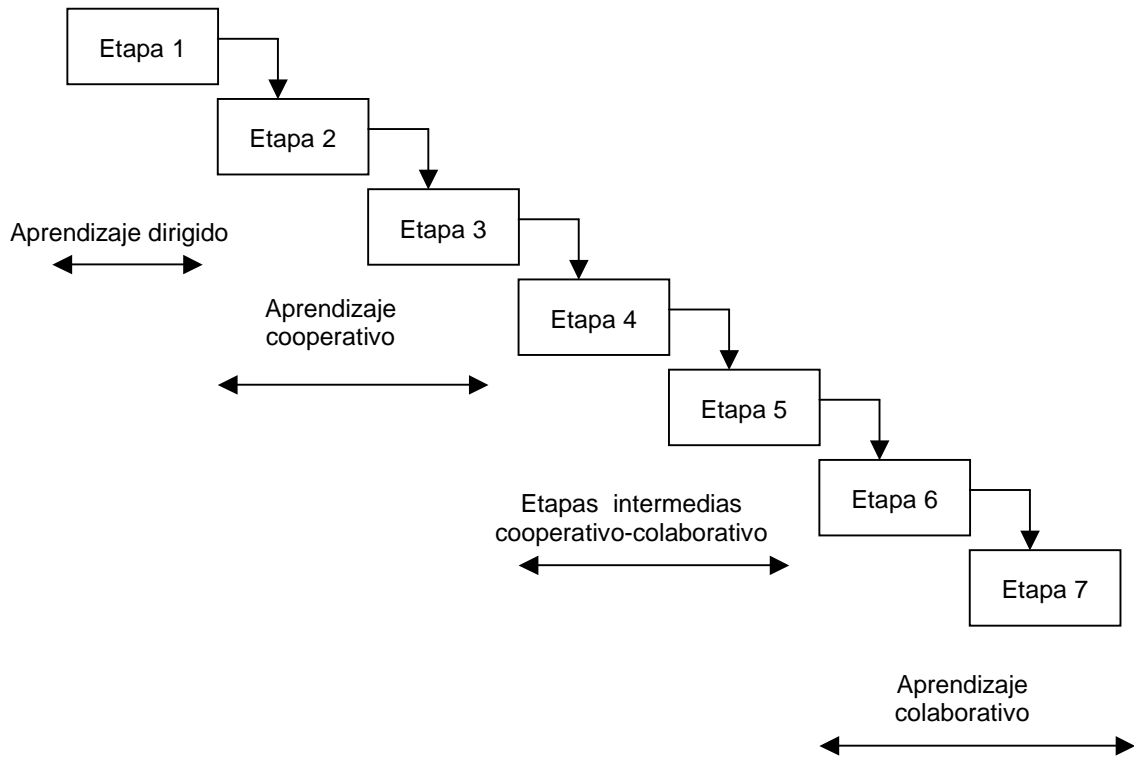 Etapa 1
Etapa 2
Etapa 3
Aprendizaje dirigido
Etapa 4
Aprendizaje
cooperativo
Etapa 5
Etapa 6
Etapas intermedias
cooperativo-colaborativo
Etapa 7
Aprendizaje
colaborativo